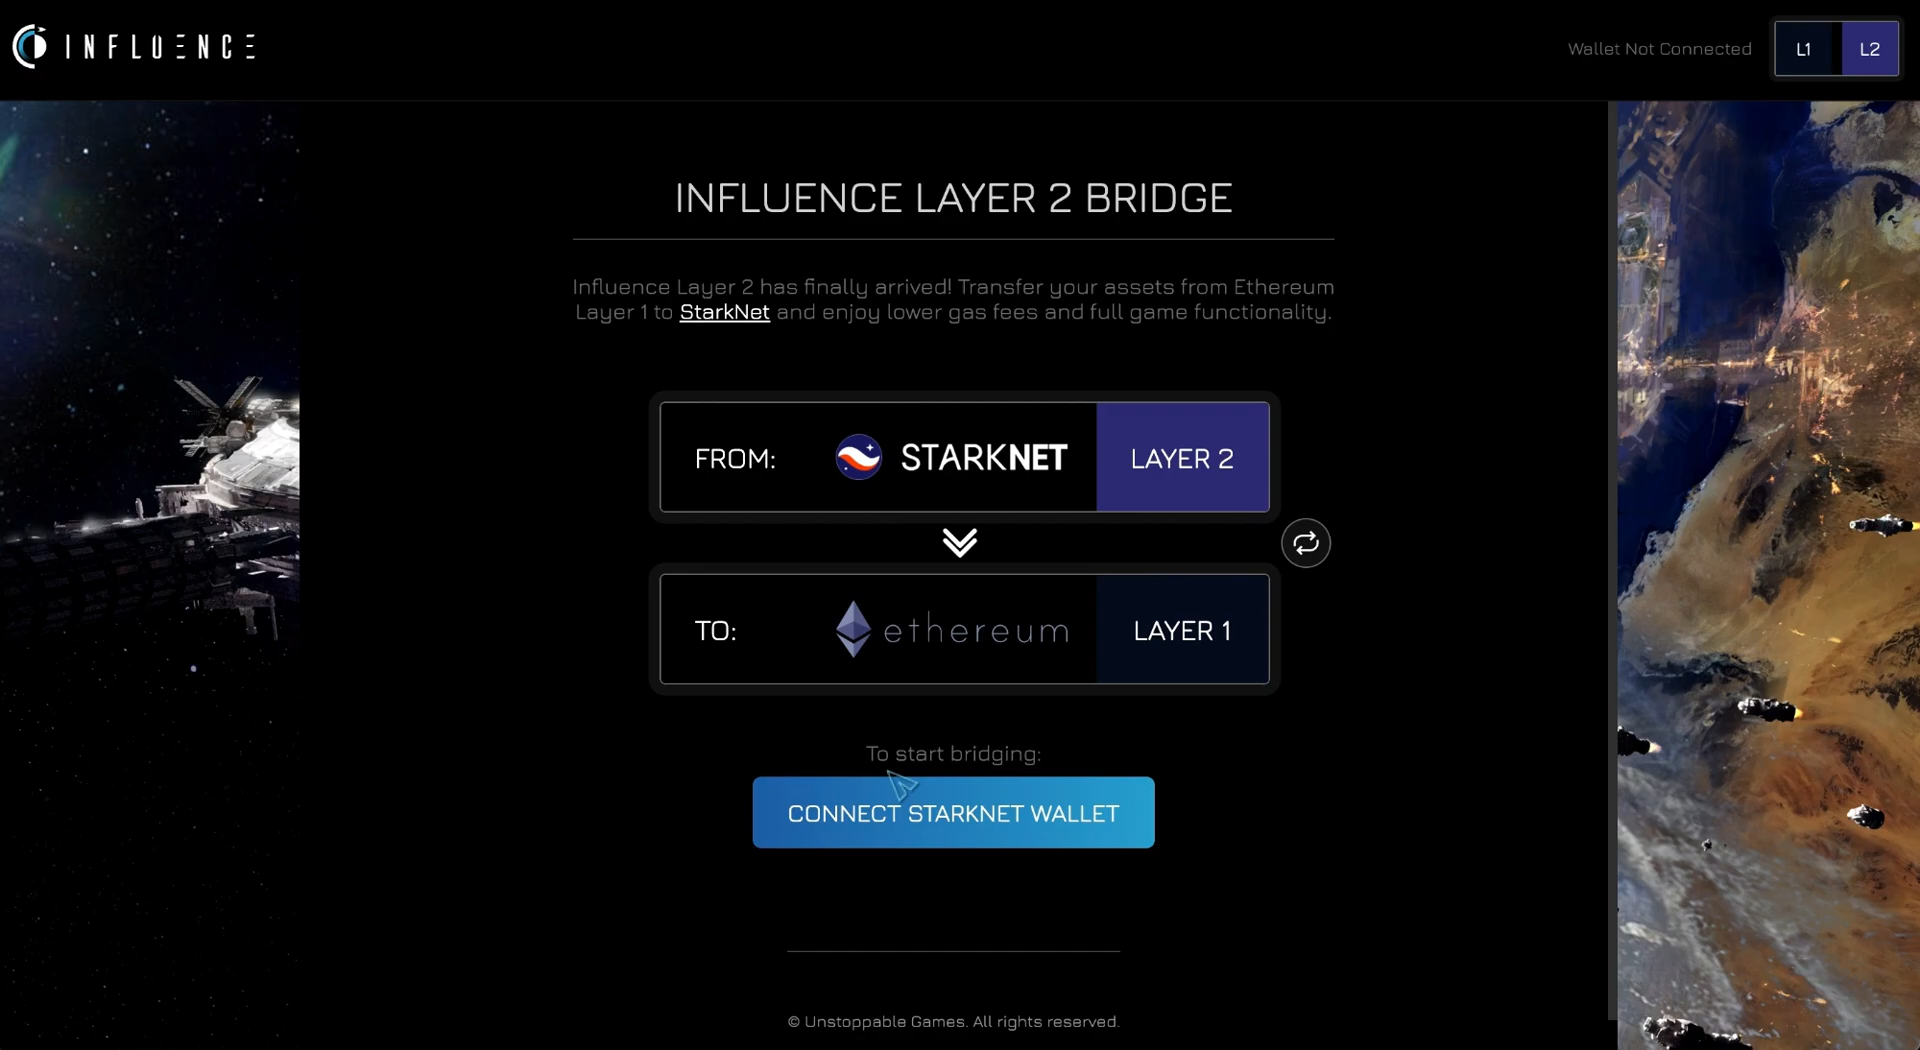 INFLUENCE
Wallet Not Connected
L1
L2
INFLUENCE LAYER 2 BRIDGE
Influence Layer 2 has finally arrived! Transfer your assets from Ethereum
Layer 1 to StarkNet and enjoy lower gas fees and full game functionality.
FROM:
STARKNET
LAYER 2
TO:
ethereum
LAYER 1
To start bridging:
CONNECT STARKNET WALLET
© Unstoppable Games. All rights reserved.